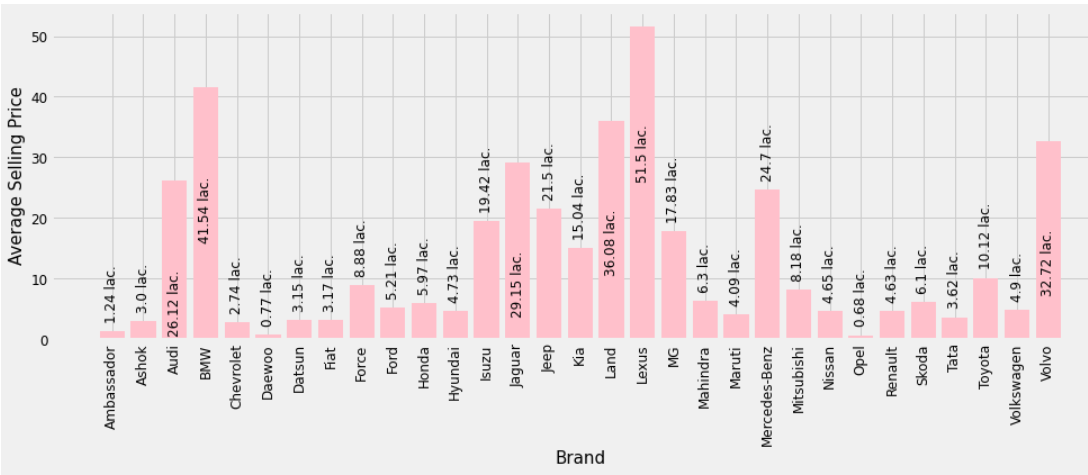 Average Selling Price
50
40
30
20
10
0
1.24 lac.
3.0 lac.
26.12 lac.
41.54 lac.
2.74 lac.
0.77 lac.
3.15 lac.
3.17 lac.
8.88 lac.
5.21 lac.
5.97 lac.
4.73 lac.
19.42 lac.
29.15 lac.
21.5 lac.
15.04 lac.
36.08 lac.
51.5 lac.
17.83 lac.
6.3 lac.
4.09 lac.
24.7 lac.
8.18 lac.
4.65 lac.
0.68 lac.
4.63 lac.
6.1 lac.
3.62 lac.
10.12 lac.
4.9 lac.
32.72 lac.
Ambassador
Ashok
Audi
BMW
Chevrolet
Daewoo
Datsun
Fiat
Force
Ford
Honda
Hyundai
Isuzu
Jaguar
Jeep
Kia
Land
Lexus
MG
Mahindra
Maruti
Mercedes-Benz
Mitsubishi
Nissan
Opel
Renault
Skoda
Tata
Toyota
Volkswagen
Volvo
Brand